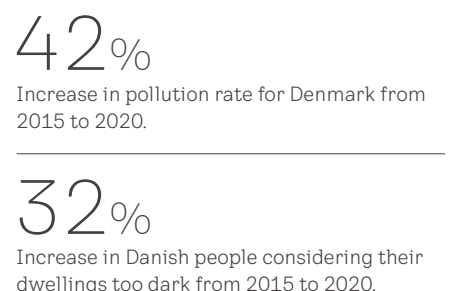 42%
Increase in pollution rate for Denmark from
2015 to 2020.
32%
Increase in Danish people considering their
dwellings too dark from 2015 to 2020.